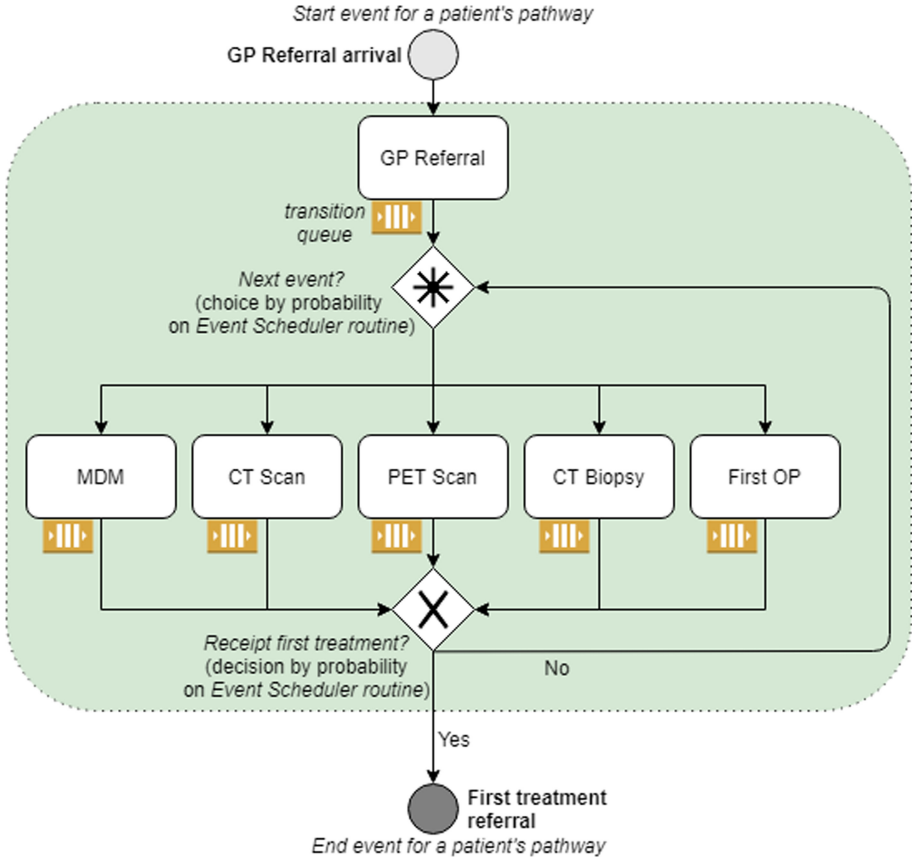 Start event for a patient's pathway
GP Referral arrival
GP Referral
transition
queue
Next event?
(choice by probability
on Event Scheduler routine)
MDM
CT Scan
PET Scan
CT Biopsy
First OP
Receipt first treatment?
(decision by probability
on Event Scheduler routine)
No
Yes
First treatment
referral
End event for a patient's pathway